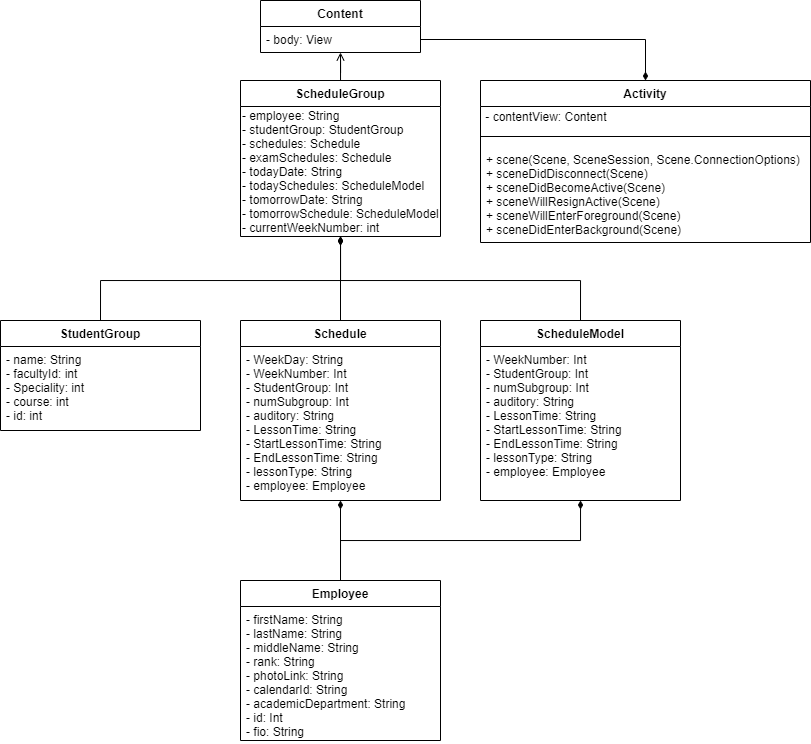 Content
- body: View
ScheduleGroup
- employee: String
- studentGroup: StudentGroup
- schedules: Schedule
- examSchedules: Schedule
- todayDate: String
- todaySchedules: ScheduleModel
- tomorrowDate: String
- tomorrowSchedule: ScheduleModel
- currentWeekNumber: int
Activity
- contentView: Content
+ scene(Scene, SceneSession, Scene.ConnectionOptions)
+ sceneDidDisconnect(Scene)
+ sceneDidBecomeActive(Scene)
+ sceneWillResignActive(Scene)
+ sceneWillEnterForeground(Scene)
+ sceneDidEnterBackground(Scene)
StudentGroup
- name: String
- facultyId: int
- Speciality: int
- course: int
- id: int
Schedule
- WeekDay: String
- WeekNumber: Int
- StudentGroup: Int
- numSubgroup: Int
- auditory: String
- LessonTime: String
- StartLessonTime: String
- EndLessonTime: String
- lessonType: String
- employee: Employee
ScheduleModel
- WeekNumber: Int
- StudentGroup: Int
- numSubgroup: Int
- auditory: String
- LessonTime: String
- StartLessonTime: String
- EndLessonTime: String
- lessonType: String
- employee: Employee
Employee
- firstName: String
- lastName: String
- middleName: String
- rank: String
- photoLink: String
- calendarId: String
- academicDepartment: String
- id: Int
- fio: String